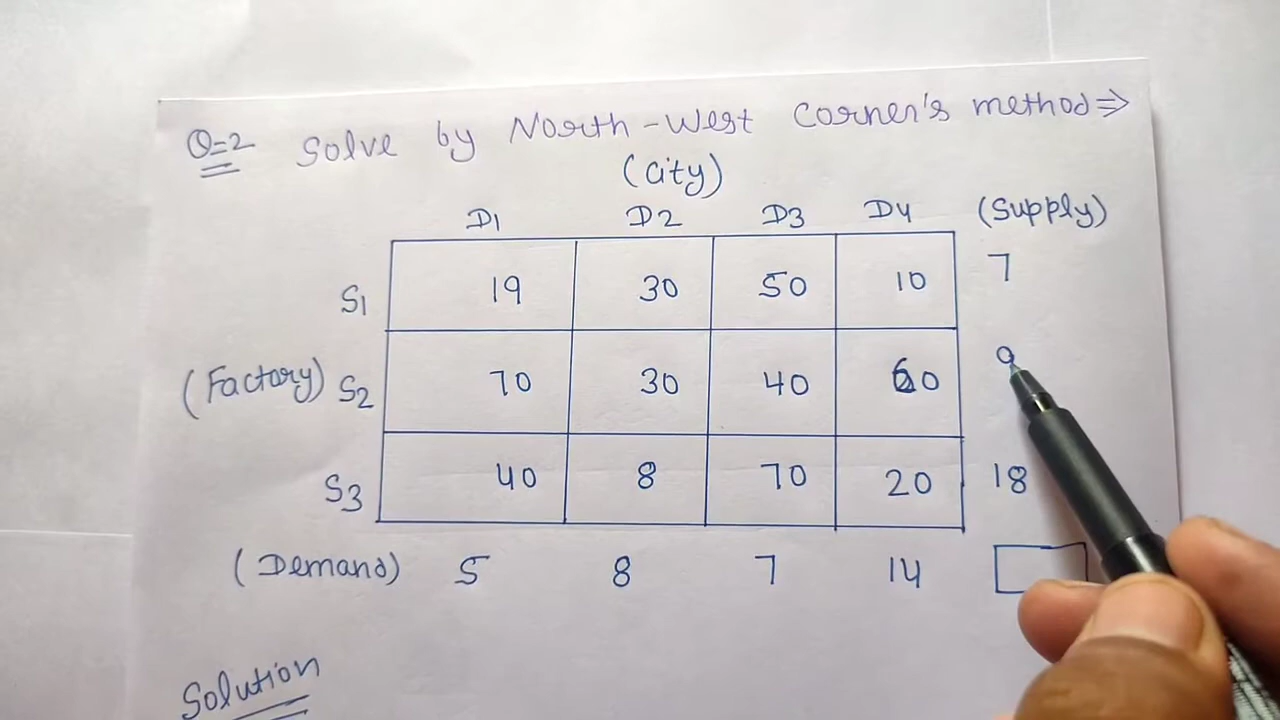 Q=2 Solve by North-West Corner's method⇒
(City)
D1 D2 D3 D4 (Supply)
S1 19 30 50 10 7
(Factory) S2 70 30 40 60 9
S3 40 8 70 20 18
(Demand) 5 8 7 14
Solution